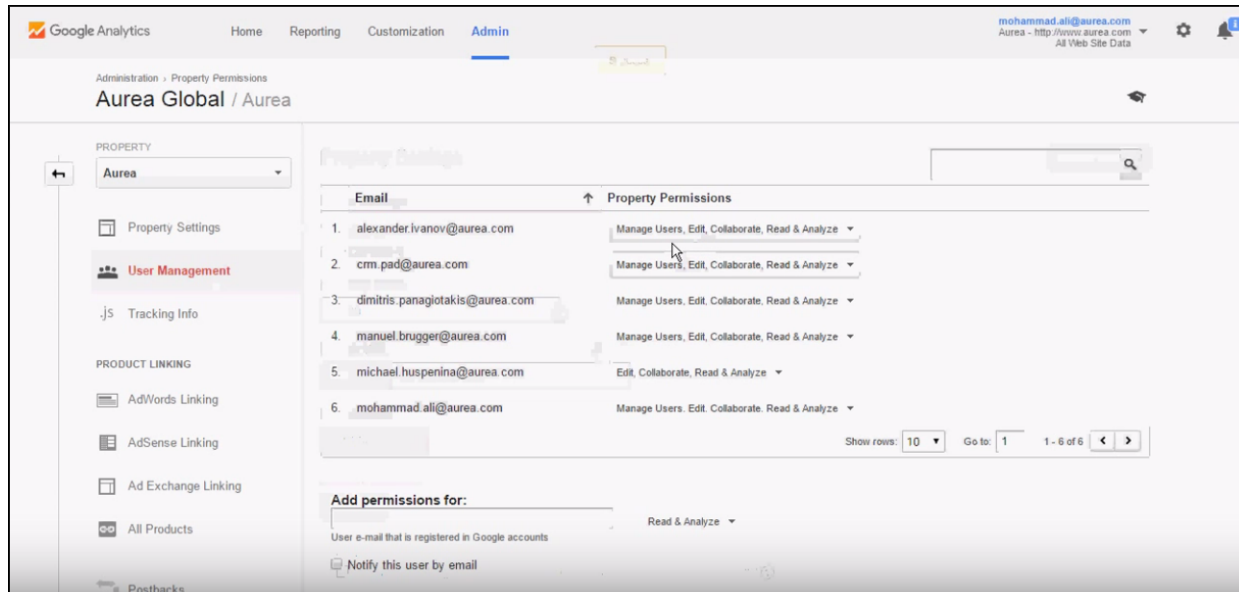 Google Analytics Home Reporting Customization Admin
mohammad.ali@aurea.com
Aurea - http://www.aurea.com
All Web Site Data
Administration › Property Permissions
Aurea Global / Aurea
PROPERTY
Aurea
Property Settings
Email Property Permissions
1. alexander.ivanov@aurea.com Manage Users, Edit, Collaborate, Read & Analyze
2. crm.pad@aurea.com Manage Users, Edit, Collaborate, Read & Analyze
3. dimitris.panagiotakis@aurea.com Manage Users, Edit, Collaborate, Read & Analyze
4. manuel.brugger@aurea.com Manage Users, Edit, Collaborate, Read & Analyze
5. michael.huspenina@aurea.com Edit, Collaborate, Read & Analyze
6. mohammad.ali@aurea.com Manage Users, Edit, Collaborate, Read & Analyze
Show rows: 10 Go to: 1 1 - 6 of 6
Property Settings
User Management
.js Tracking Info
PRODUCT LINKING
AdWords Linking
AdSense Linking
Ad Exchange Linking
All Products
Postbacks
Add permissions for:
Read & Analyze
User e-mail that is registered in Google accounts
Notify this user by email